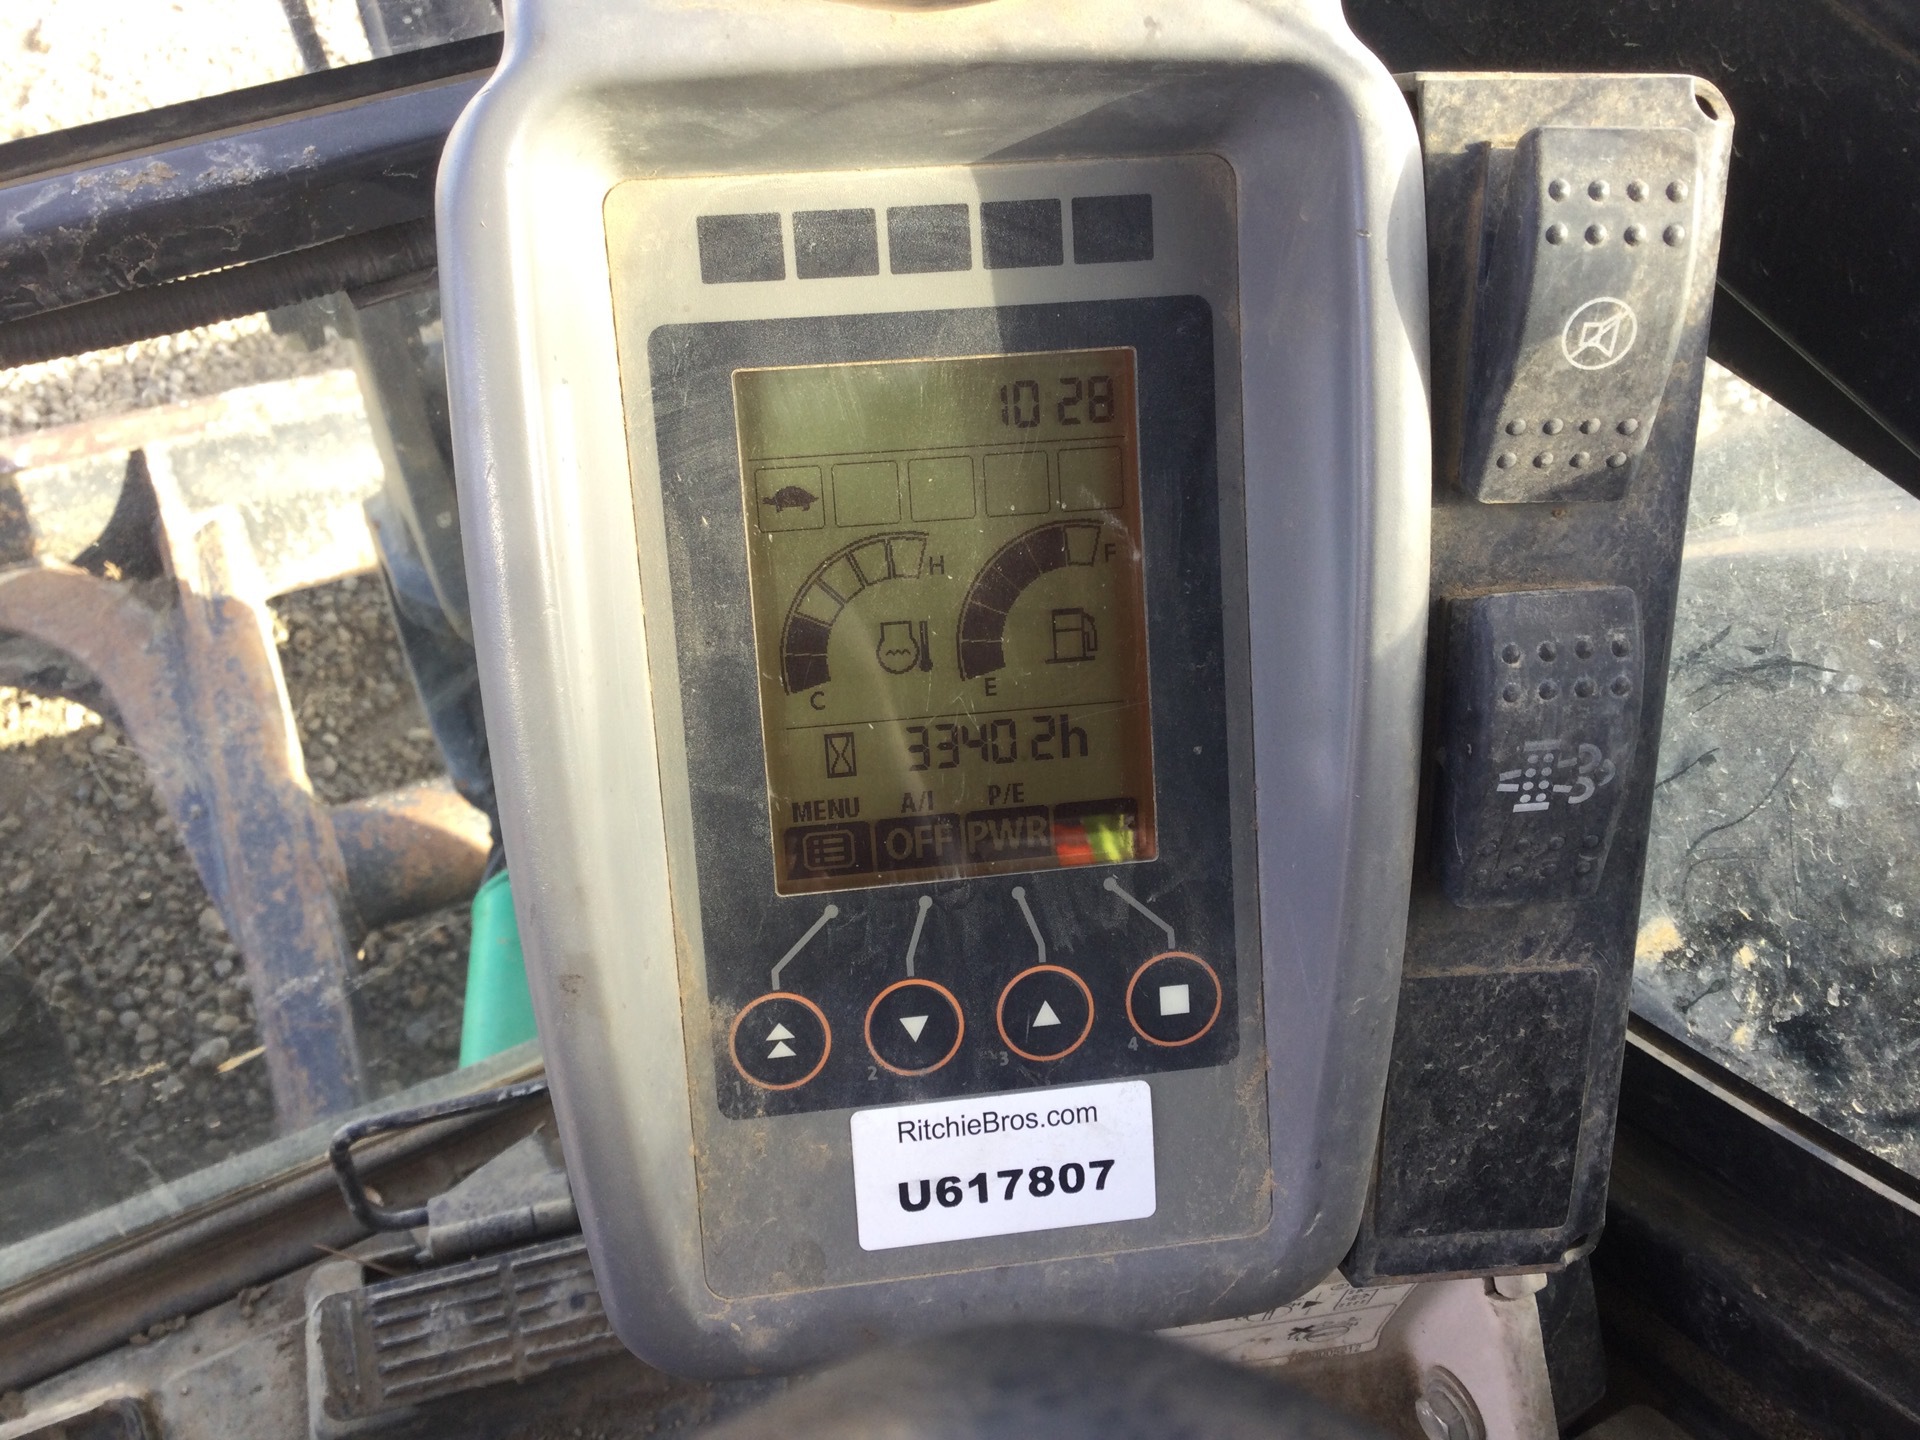 10 28
H
F
C
E
3340.2h
MENU A/I P/E
OFF PWR
1 2 3 4
RitchieBros.com
U617807